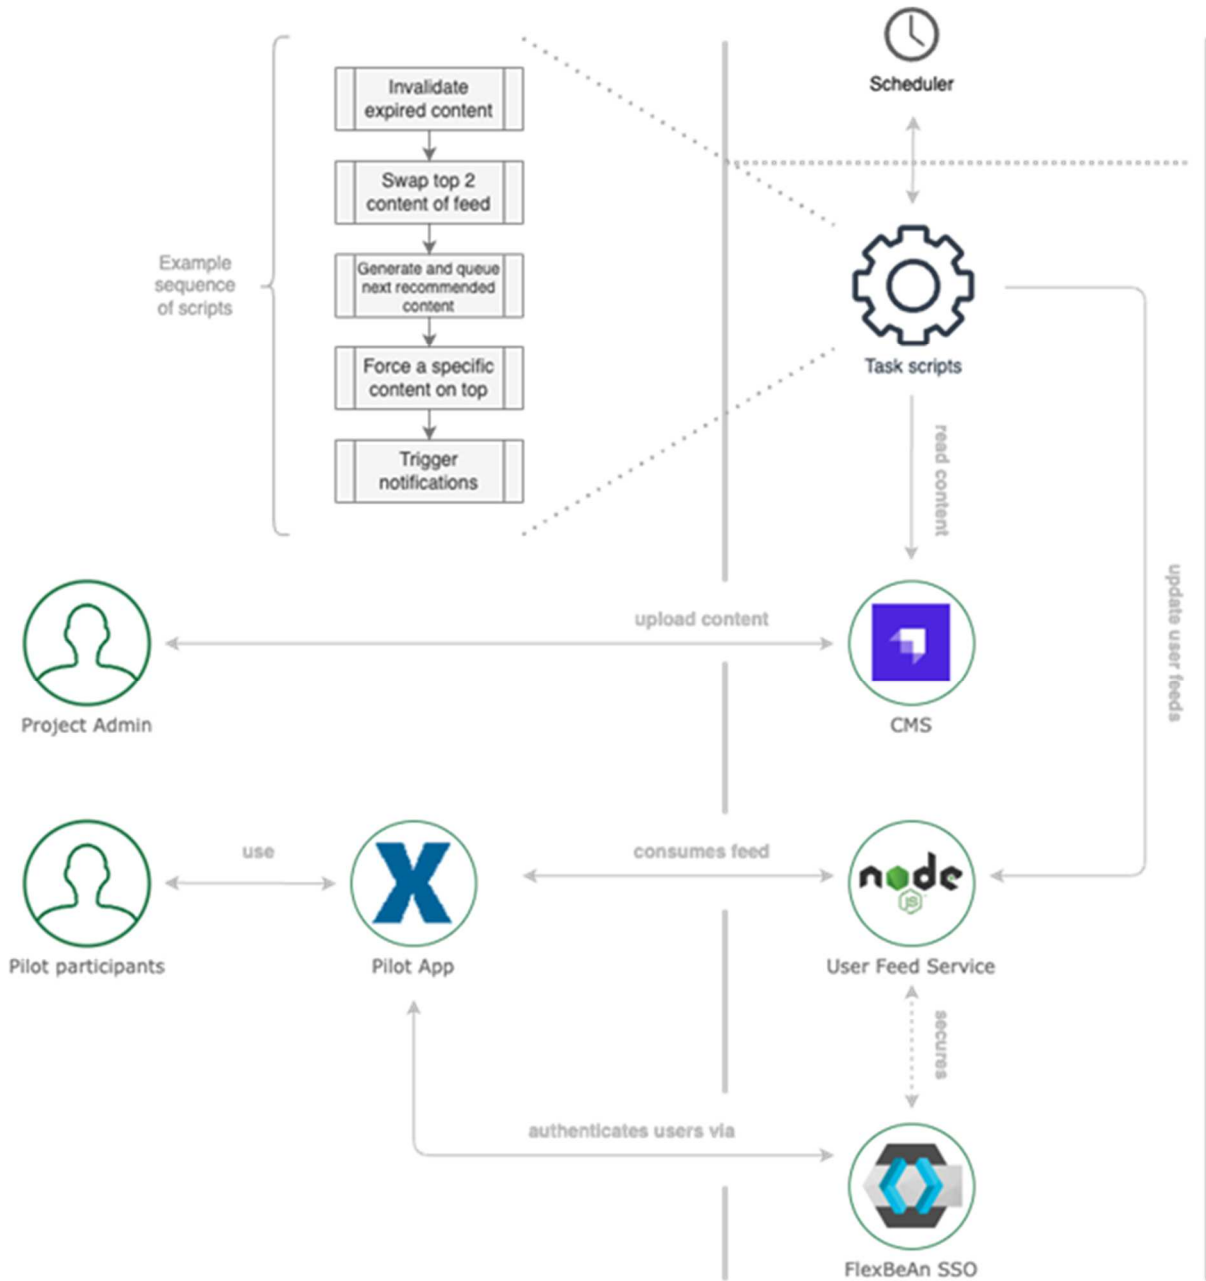 Scheduler
Invalidate
expired content
Swap top 2
content of feed
Generate and queue
next recommended
content
Force a specific
content on top
Trigger
notifications
Example
sequence
of scripts
Task scripts
read content
update user feeds
upload content
Project Admin
CMS
use
consumes feed
node
JS
Pilot participants
X
Pilot App
User Feed Service
secures
authenticates users via
FlexBeAn SSO